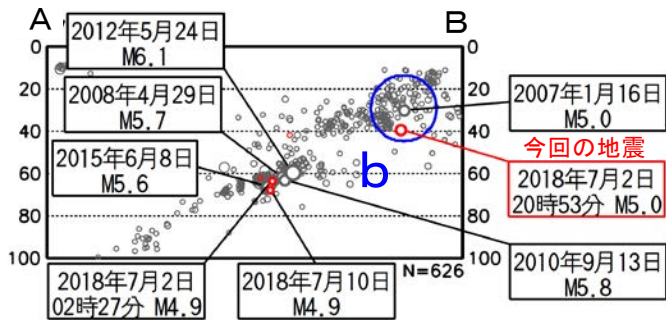 A
B
2012年5月24日
M6.1
2008年4月29日
M5.7
2015年6月8日
M5.6
0
20
40
60
80
100
0
20
40
60
80
100
b
2007年1月16日
M5.0
今回の地震
2018年7月2日
20時53分 M5.0
2010年9月13日
M5.8
2018年7月2日
02時27分 M4.9
2018年7月10日
M4.9
N=626